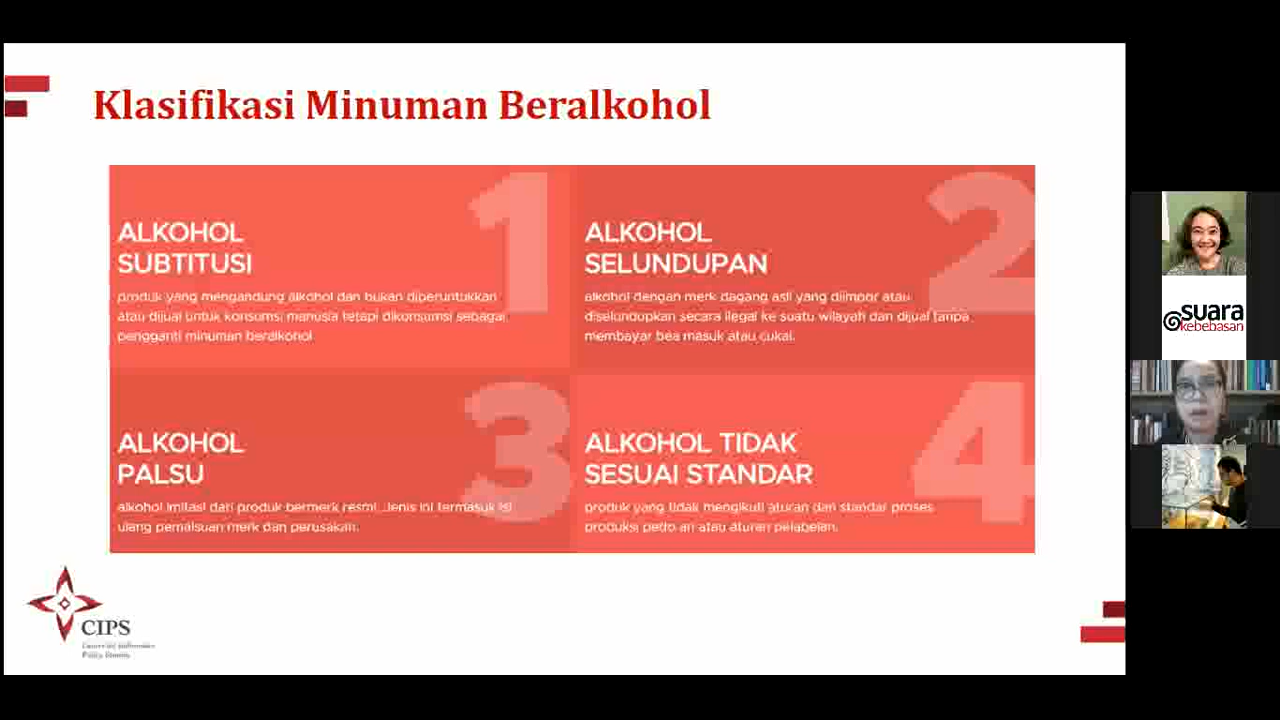 Klasifikasi Minuman Beralkohol
1
ALKOHOL
SUBTITUSI
produk yang mengandung alkohol dan bukan diberuntukkan
atau dijual untuk konsumsi manusia tetapi dikonsumsi sebagai
pengganti minuman beralkohol
2
ALKOHOL
SELUNDUPAN
alkohol dengan merk dagang asli yang diimpor atau
diselundupkan secara ilegal ke suatu wilayah dan dijual tanpa
membayar bea masuk atau cukai.
3
ALKOHOL
PALSU
alkohol imitasi dari produk bermerk resmi. Jenis ini termasuk isi
ulang pemalsuan merk dan perusakan.
4
ALKOHOL TIDAK
SESUAI STANDAR
produk yang tidak mengikuti aturan dan standar proses
produksi atau aturan pelabelan.
CIPS
suara
kebebasan